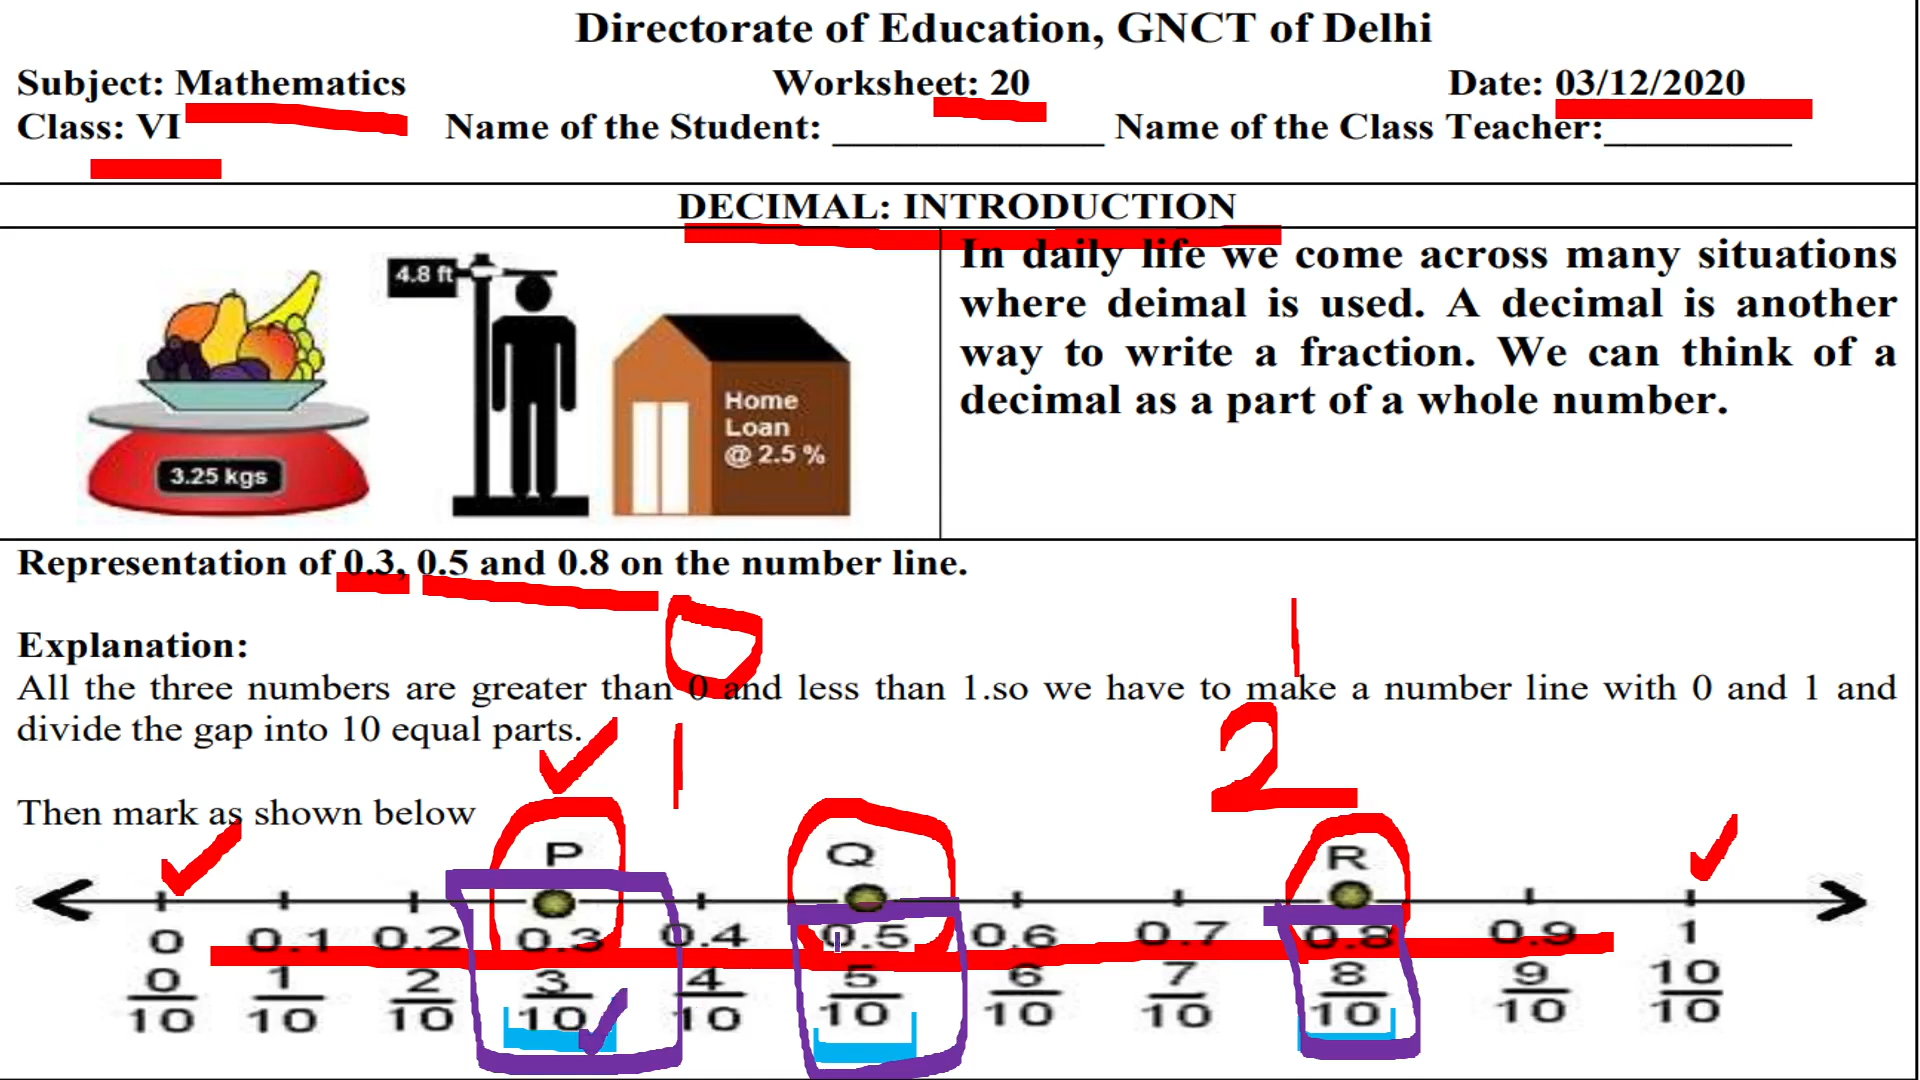 Directorate of Education, GNCT of Delhi
Subject: Mathematics Worksheet: 20 Date: 03/12/2020
Class: VI Name of the Student: _____________ Name of the Class Teacher:_________
DECIMAL: INTRODUCTION
4.8 ft
3.25 kgs
Home
Loan
@ 2.5 %
In daily life we come across many situations
where deimal is used. A decimal is another
way to write a fraction. We can think of a
decimal as a part of a whole number.
Representation of 0.3, 0.5 and 0.8 on the number line.
0 1
Explanation:
All the three numbers are greater than 0 and less than 1.so we have to make a number line with 0 and 1 and
divide the gap into 10 equal parts.
1 2
Then mark as shown below
P Q R
0 0.1 0.2 0.3 0.4 0.5 0.6 0.7 0.8 0.9 1
0 1 2 3 4 5 6 7 8 9 10
10 10 10 10 10 10 10 10 10 10 10